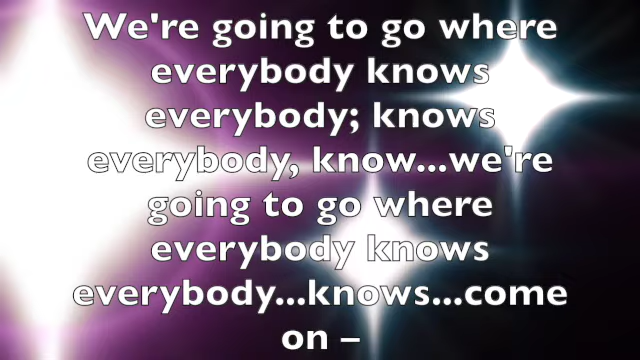 We're going to go where
everybody knows
everybody; knows
everybody, know...we're
going to go where
everybody knows
everybody...knows...come
on –